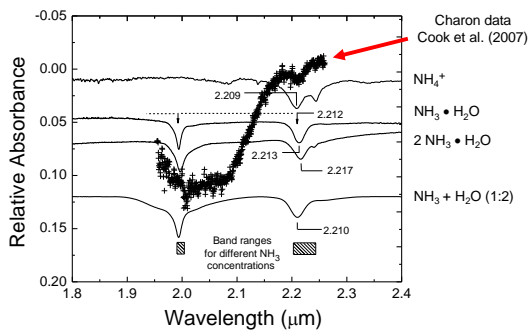 Charon data
Cook et al. (2007)
-0.05
0.00
0.05
0.10
0.15
0.20
Relative Absorbance
NH₄⁺
NH₃ • H₂O
2 NH₃ • H₂O
NH₃ + H₂O (1:2)
2.209
2.212
2.213
2.217
2.210
Band ranges
for different NH₃
concentrations
1.8 1.9 2.0 2.1 2.2 2.3 2.4
Wavelength (μm)